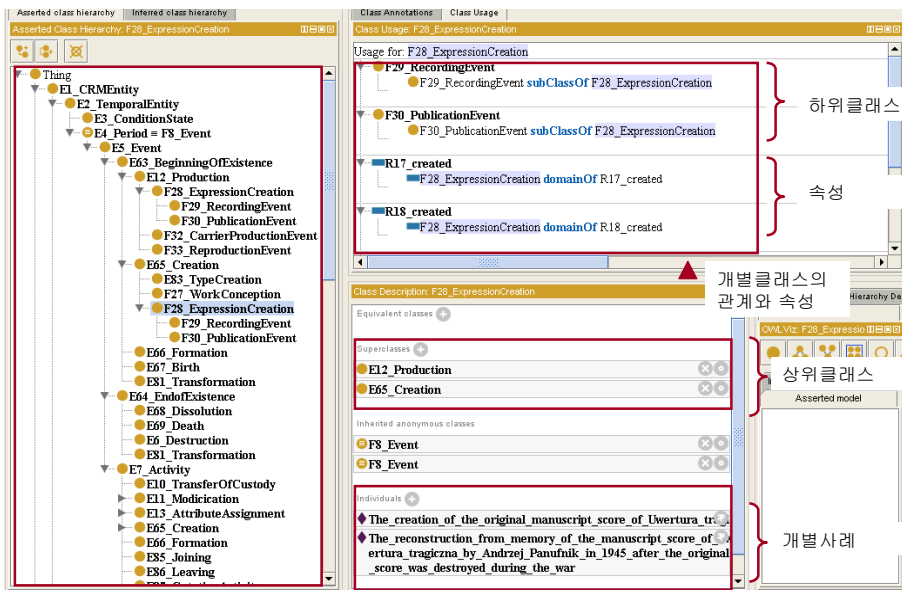 Asserted class hierarchy Inferred class hierarchy
Asserted Class Hierarchy: F28_ExpressionCreation
Thing
E1_CRMEntity
E2_TemporalEntity
E3_ConditionState
E4_Period ≡ F8_Event
E5_Event
E63_BeginningOfExistence
E12_Production
F28_ExpressionCreation
F29_RecordingEvent
F30_PublicationEvent
F32_CarrierProductionEvent
F33_ReproductionEvent
E65_Creation
E83_TypeCreation
F27_WorkConception
F28_ExpressionCreation
F29_RecordingEvent
F30_PublicationEvent
E66_Formation
E67_Birth
E81_Transformation
E64_EndofExistence
E68_Dissolution
E69_Death
E6_Destruction
E81_Transformation
E7_Activity
E10_TransferOfCustody
E11_Modicication
E13_AttributeAssignment
E65_Creation
E66_Formation
E85_Joining
E86_Leaving
Class Annotations Class Usage
Class Usage: F28_ExpressionCreation
Usage for: F28_ExpressionCreation
F29_RecordingEvent
F29_RecordingEvent subClassOf F28_ExpressionCreation
F30_PublicationEvent
F30_PublicationEvent subClassOf F28_ExpressionCreation
R17_created
F28_ExpressionCreation domainOf R17_created
R18_created
F28_ExpressionCreation domainOf R18_created
하위클래스
속성
개별클래스의
관계와 속성
Class Description: F28_ExpressionCreation
Equivalent classes
Superclasses
E12_Production
E65_Creation
Inherited anonymous classes
F8_Event
F8_Event
Individuals
The_creation_of_the_original_manuscript_score_of_Uwertura_
The_reconstruction_from_memory_of_the_manuscript_score_of_
ertura_tragiczna_by_Andrzej_Panufnik_in_1945_after_the_original
_score_was_destroyed_during_the_war
Hierarchy De
OWLViz: F28_Expressio
상위클래스
Asserted model
개별사례